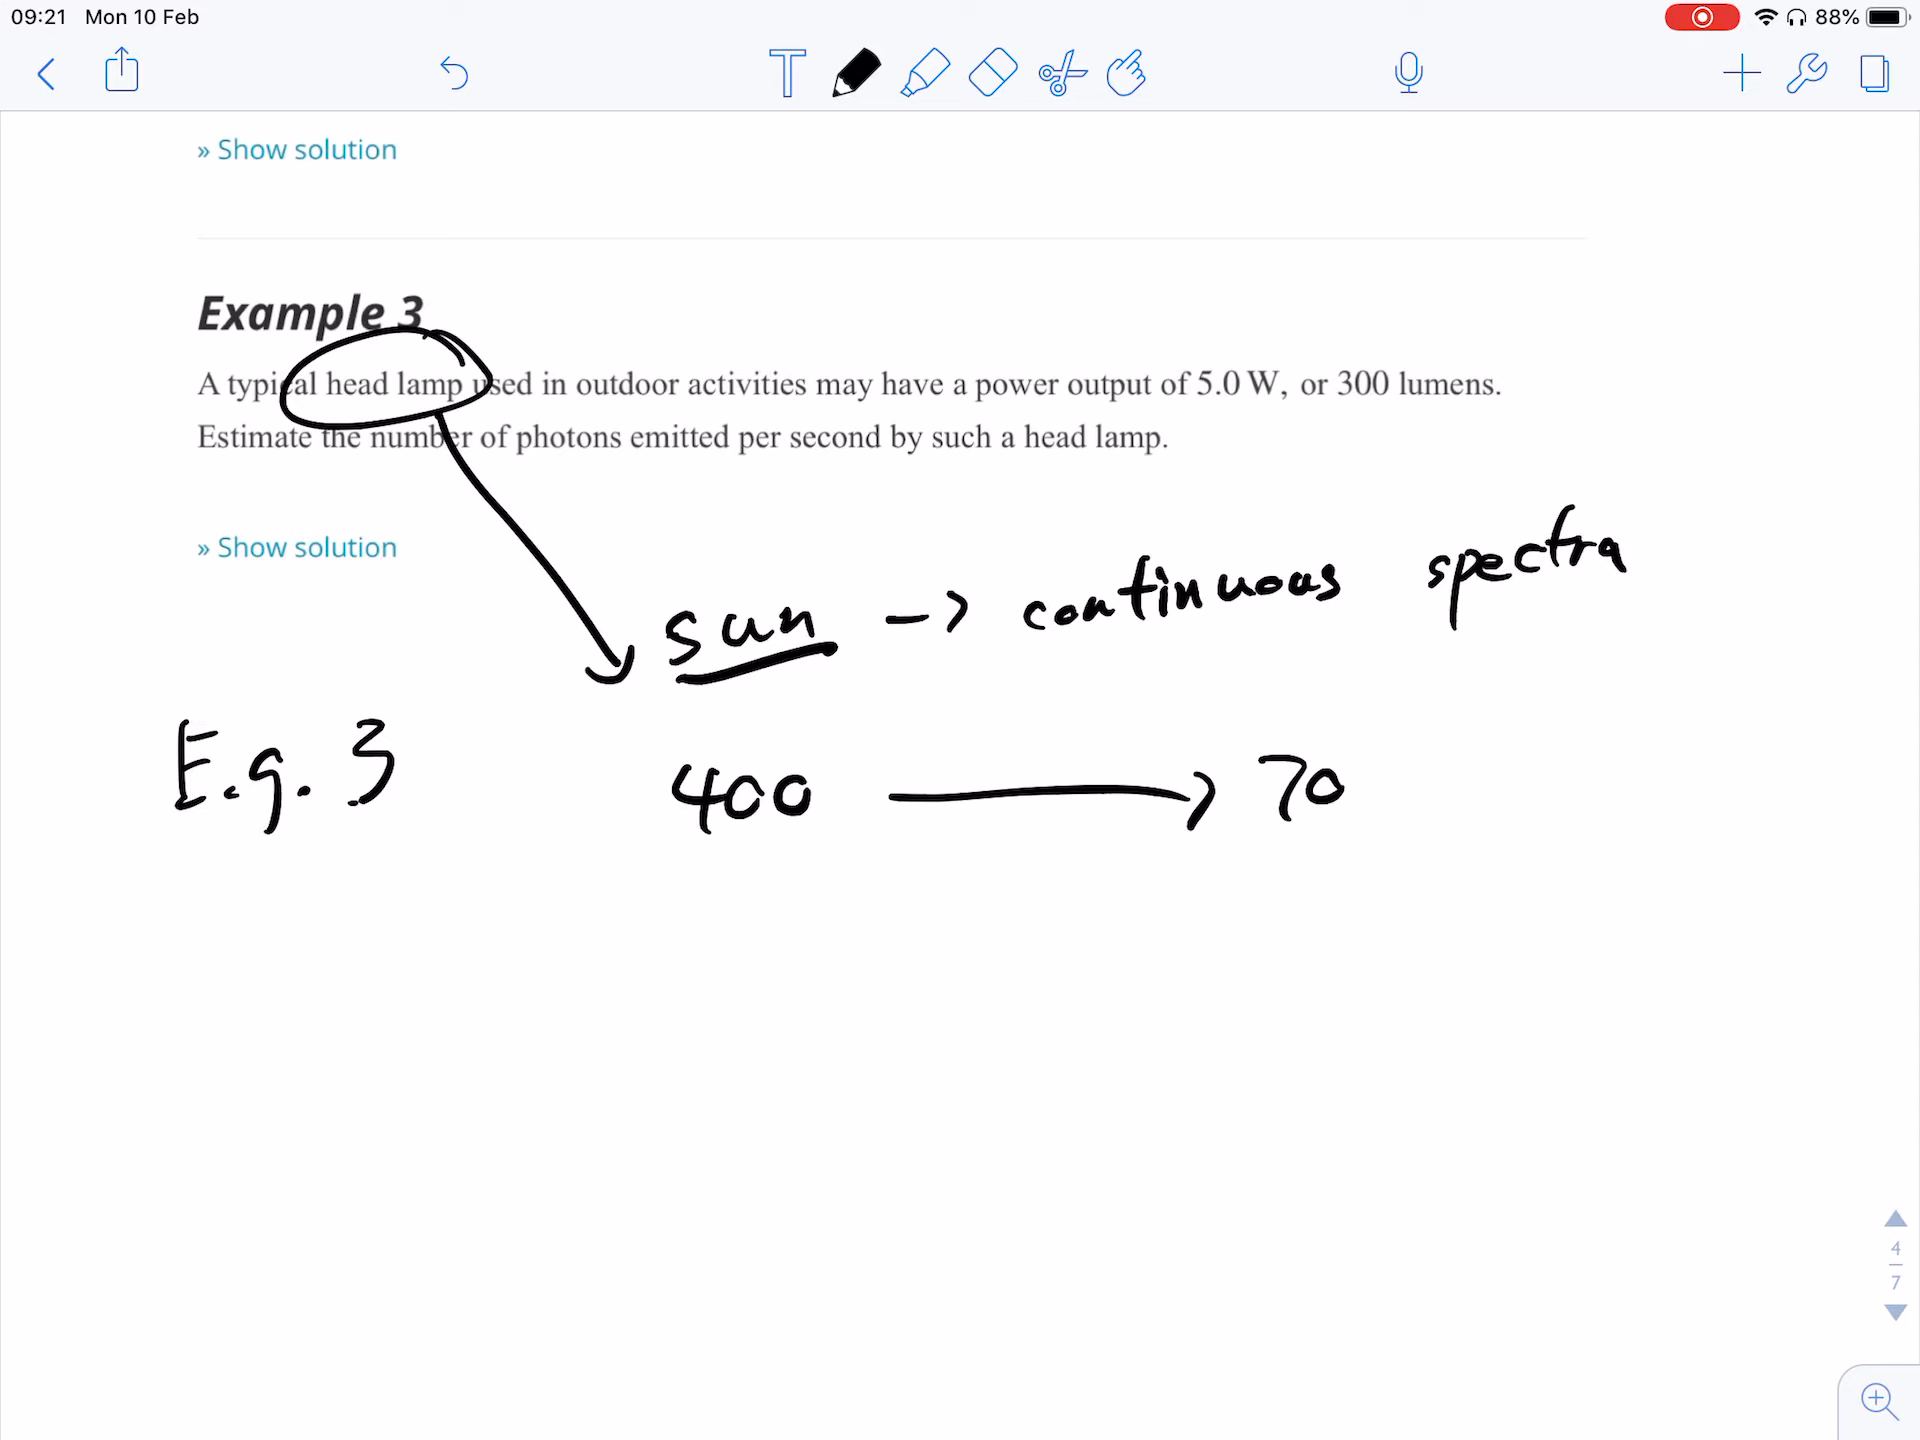 09:21 Mon 10 Feb
88%
» Show solution
Example 3
A typical head lamp used in outdoor activities may have a power output of 5.0 W, or 300 lumens.
Estimate the number of photons emitted per second by such a head lamp.
» Show solution
sun -> continuous spectra
E.g. 3
400 → 70
4
7